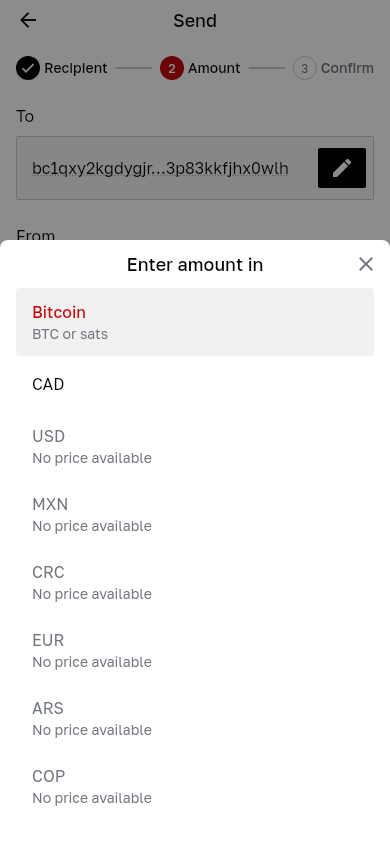 Send
Recipient
2 Amount
3 Confirm
To
bc1qxy2kgdygjr...3p83kkfjhx0wlh
From
Enter amount in
Bitcoin
BTC or sats
CAD
USD
No price available
MXN
No price available
CRC
No price available
EUR
No price available
ARS
No price available
COP
No price available